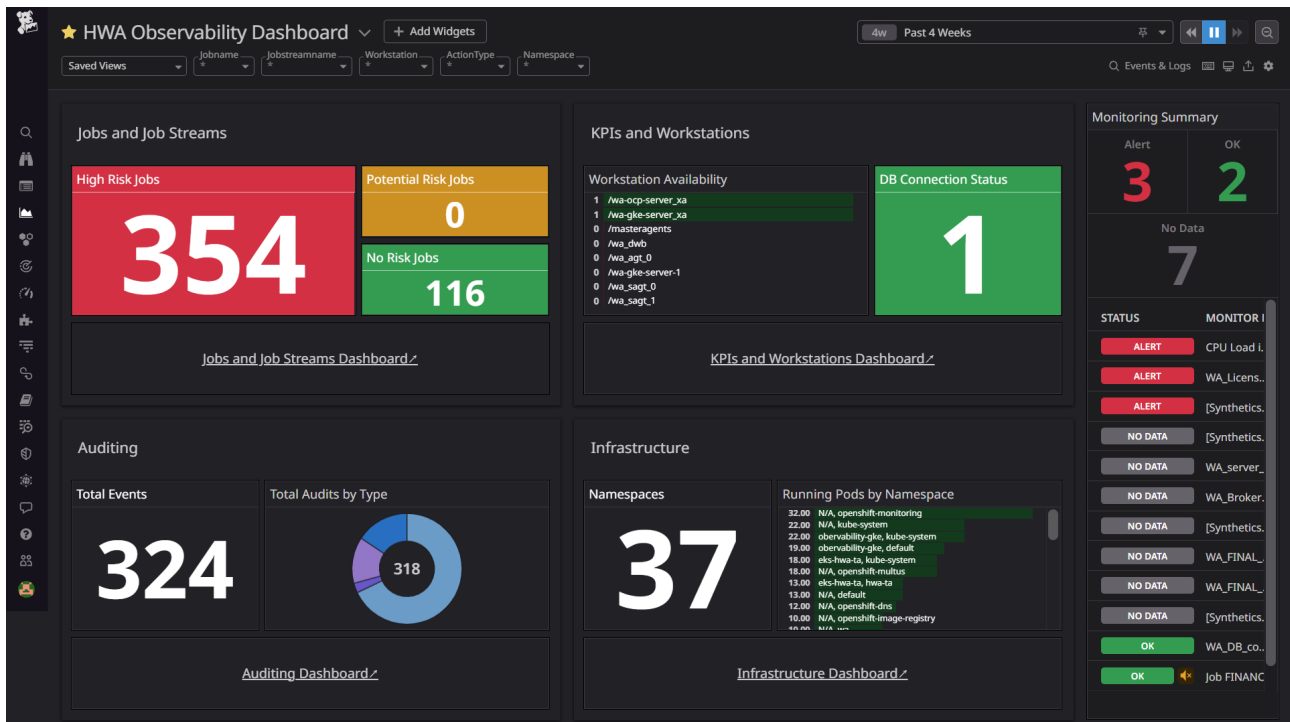 HWA Observability Dashboard
+ Add Widgets
4w Past 4 Weeks
Saved Views
Jobname
*
Jobstreamname
*
Workstation
*
ActionType
*
Namespace
*
Events & Logs
Jobs and Job Streams
High Risk Jobs
354
Potential Risk Jobs
0
No Risk Jobs
116
Jobs and Job Streams Dashboard↗
KPIs and Workstations
Workstation Availability
1 /wa-ocp-server_xa
1 /wa-gke-server_xa
0 /masteragents
0 /wa_dwb
0 /wa_agt_0
0 /wa-gke-server-1
0 /wa_sagt_0
0 /wa_sagt_1
DB Connection Status
1
KPIs and Workstations Dashboard↗
Auditing
Total Events
324
Total Audits by Type
318
Auditing Dashboard↗
Infrastructure
Namespaces
37
Running Pods by Namespace
32.00 N/A, openshift-monitoring
22.00 N/A, kube-system
22.00 obervability-gke, kube-system
19.00 obervability-gke, default
18.00 eks-hwa-ta, kube-system
18.00 N/A, openshift-multus
13.00 eks-hwa-ta, hwa-ta
13.00 N/A, default
12.00 N/A, openshift-dns
10.00 N/A, openshift-image-registry
10.00 N/A, wa
Infrastructure Dashboard↗
Monitoring Summary
Alert
3
OK
2
No Data
7
STATUS MONITOR
ALERT CPU Load i.
ALERT WA_Licens..
ALERT [Synthetics.
NO DATA [Synthetics.
NO DATA WA_server_
NO DATA WA_Broker.
NO DATA [Synthetics.
NO DATA WA_FINAL_.
NO DATA WA_FINAL_.
NO DATA [Synthetics.
OK WA_DB_co..
OK Job FINANC